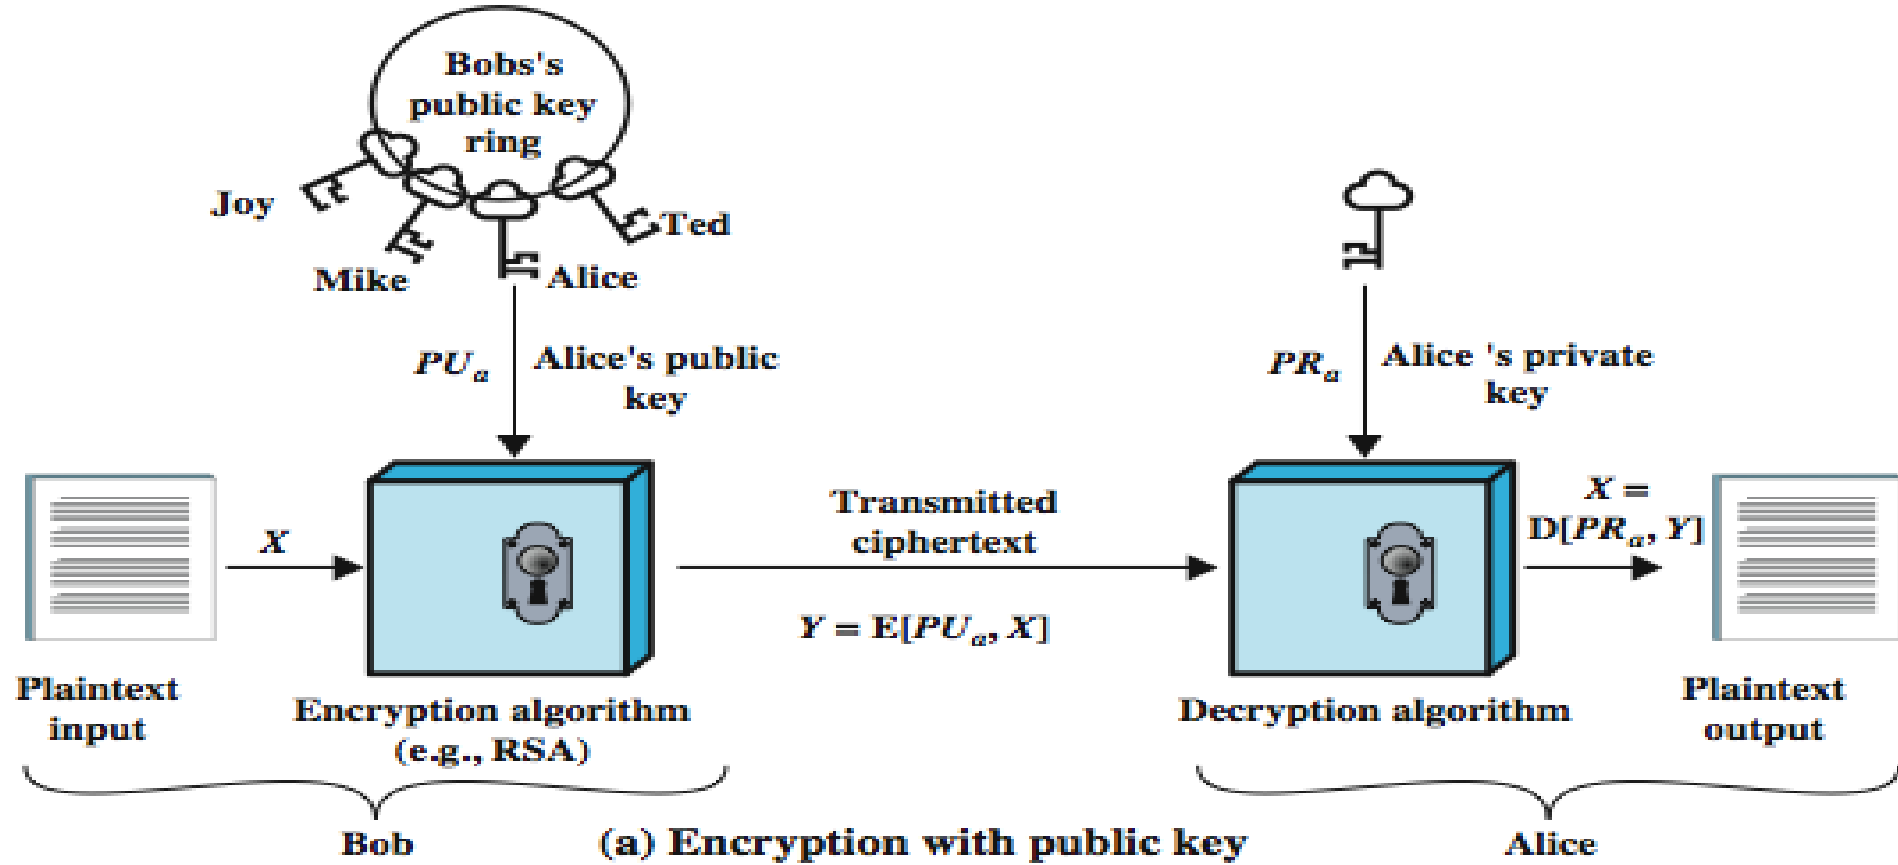 Bobs's
public key
ring
Joy
Ted
Mike
Alice
PUa
Alice's public
key
PRa
Alice 's private
key
X
Transmitted
ciphertext
Y = E[PUa, X]
X =
D[PRa, Y]
Plaintext
input
Encryption algorithm
(e.g., RSA)
Decryption algorithm
Plaintext
output
Bob
(a) Encryption with public key
Alice